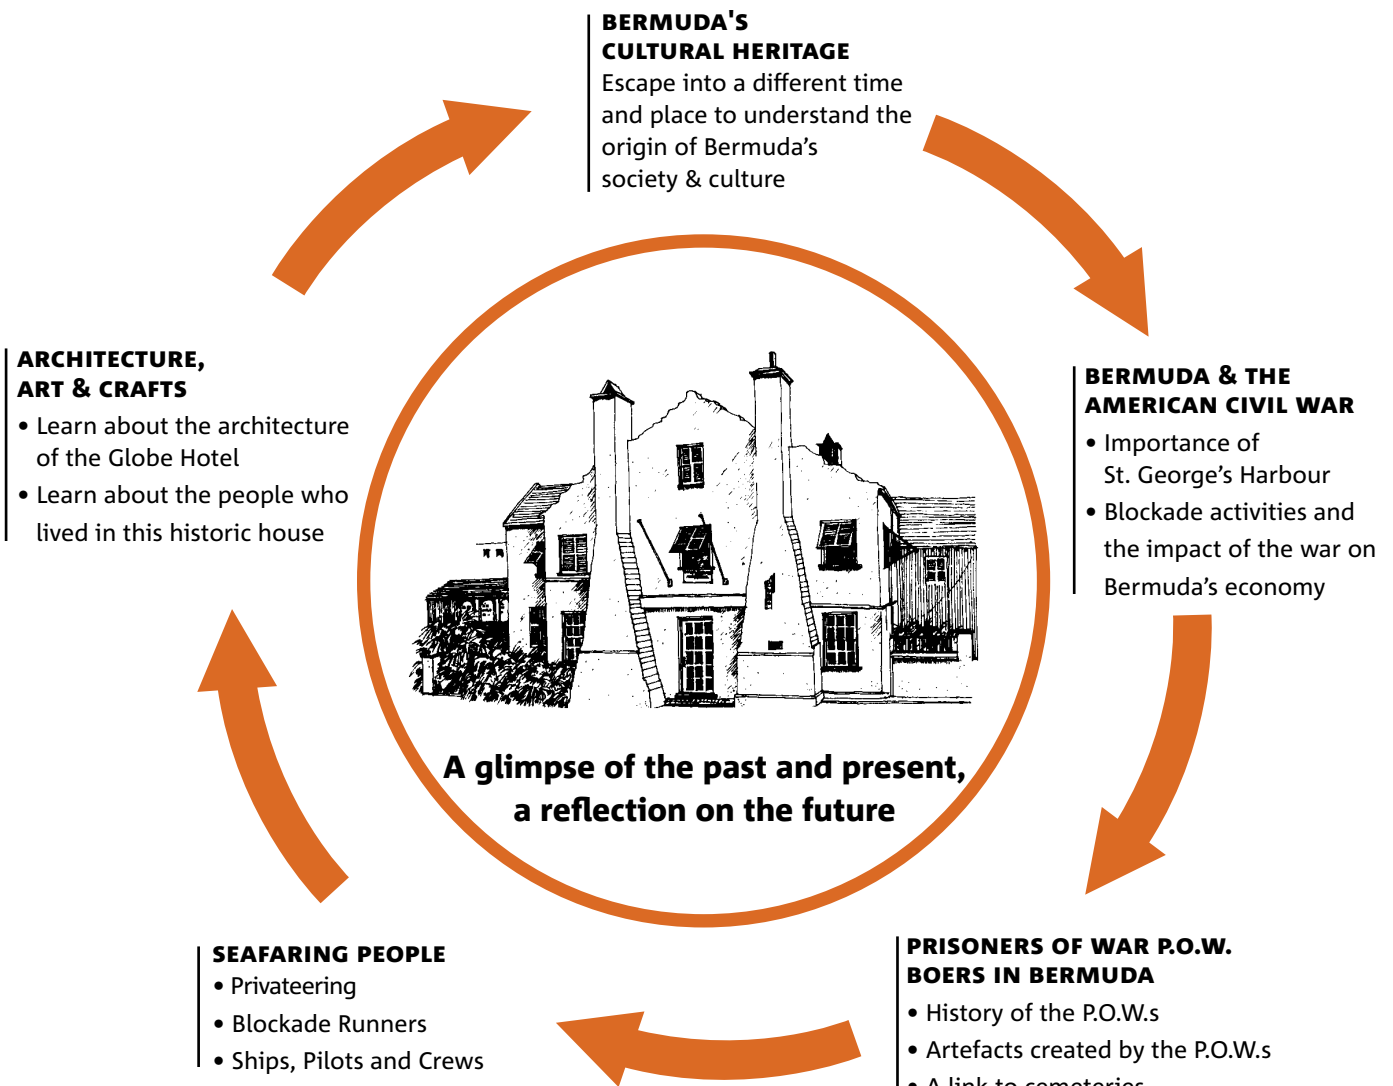 BERMUDA'S
CULTURAL HERITAGE
Escape into a different time
and place to understand the
origin of Bermuda’s
society & culture
BERMUDA & THE
AMERICAN CIVIL WAR
• Importance of
St. George’s Harbour
• Blockade activities and
the impact of the war on
Bermuda’s economy
PRISONERS OF WAR P.O.W.
BOERS IN BERMUDA
• History of the P.O.W.s
• Artefacts created by the P.O.W.s
• A link to cemeteries
SEAFARING PEOPLE
• Privateering
• Blockade Runners
• Ships, Pilots and Crews
ARCHITECTURE,
ART & CRAFTS
• Learn about the architecture
of the Globe Hotel
• Learn about the people who
lived in this historic house
A glimpse of the past and present,
a reflection on the future